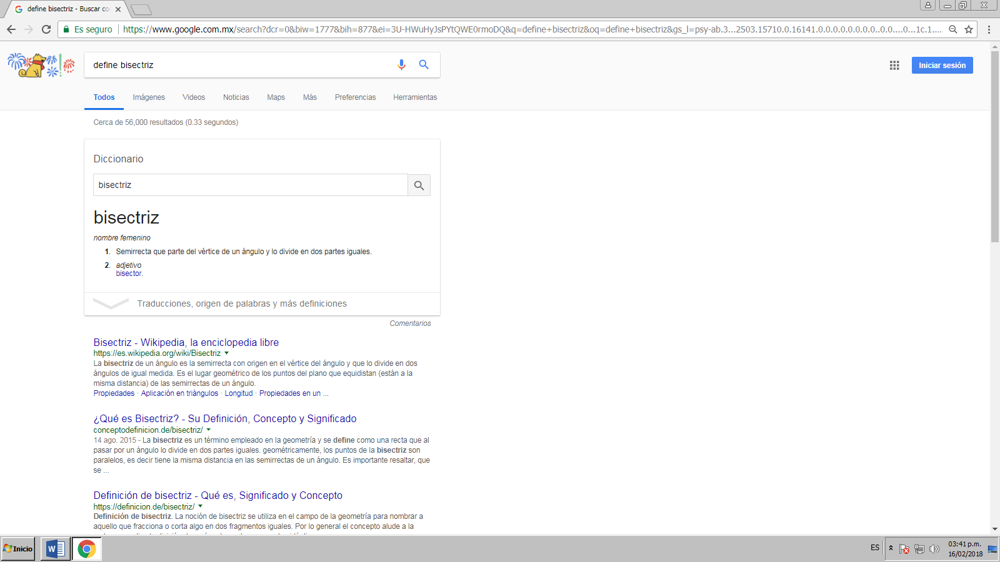 define bisectriz - Buscar co
Es seguro
https://www.google.com.mx/search?dcr=0&biw=1777&bih=877&ei=3U-HWuHyJsPYtQWE0rmoDQ&q=define+bisectriz&oq=define+bisectriz&gs_l=psy-ab.3...2503.15710.0.16141.0.0.0.0.0.0.0.0..0.0....0...1c.1....
define bisectriz
Iniciar sesión
Todos Imágenes Videos Noticias Maps Más Preferencias Herramientas
Cerca de 56,000 resultados (0.33 segundos)
Diccionario
bisectriz
bisectriz
nombre femenino
1. Semirrecta que parte del vértice de un ángulo y lo divide en dos partes iguales.
2. adjetivo
bisector.
Traducciones, origen de palabras y más definiciones
Comentarios
Bisectriz - Wikipedia, la enciclopedia libre
https://es.wikipedia.org/wiki/Bisectriz
La bisectriz de un ángulo es la semirrecta con origen en el vértice del ángulo y que lo divide en dos
ángulos de igual medida. Es el lugar geométrico de los puntos del plano que equidistan (están a la
misma distancia) de las semirrectas de un ángulo.
Propiedades · Aplicación en triángulos · Longitud · Propiedades en un ...
¿Qué es Bisectriz? - Su Definición, Concepto y Significado
conceptodefinicion.de/bisectriz/
14 ago. 2015 - La bisectriz es un término empleado en la geometría y se define como una recta que al
pasar por un ángulo lo divide en dos partes iguales. geométricamente, los puntos de la bisectriz son
paralelos, es decir tiene la misma distancia en las semirrectas de un ángulo. Es importante resaltar, que
se ...
Definición de bisectriz - Qué es, Significado y Concepto
https://definicion.de/bisectriz/
Definición de bisectriz. La noción de bisectriz se utiliza en el campo de la geometría para nombrar a
aquello que fracciona o corta algo en dos fragmentos iguales. Por lo general el concepto alude a la
Inicio
ES
03:41 p.m.
16/02/2018